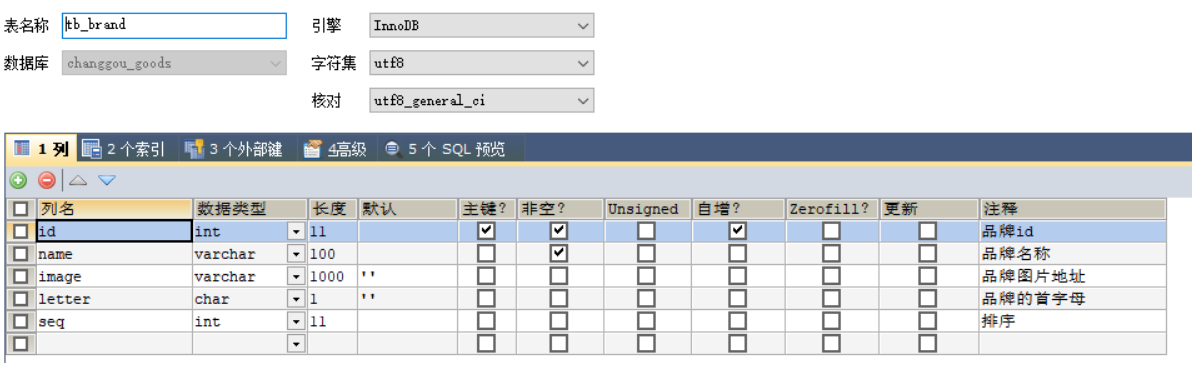 表名称 tb_brand 引擎 InnoDB
数据库 changgou_goods 字符集 utf8
核对 utf8_general_ci
1 列 2 个索引 3 个外部键 4高级 5 个 SQL 预览
列名 数据类型 长度 默认 主键? 非空? Unsigned 自增? Zerofill? 更新 注释
id int 11 品牌id
name varchar 100 品牌名称
image varchar 1000 '' 品牌图片地址
letter char 1 '' 品牌的首字母
seq int 11 排序